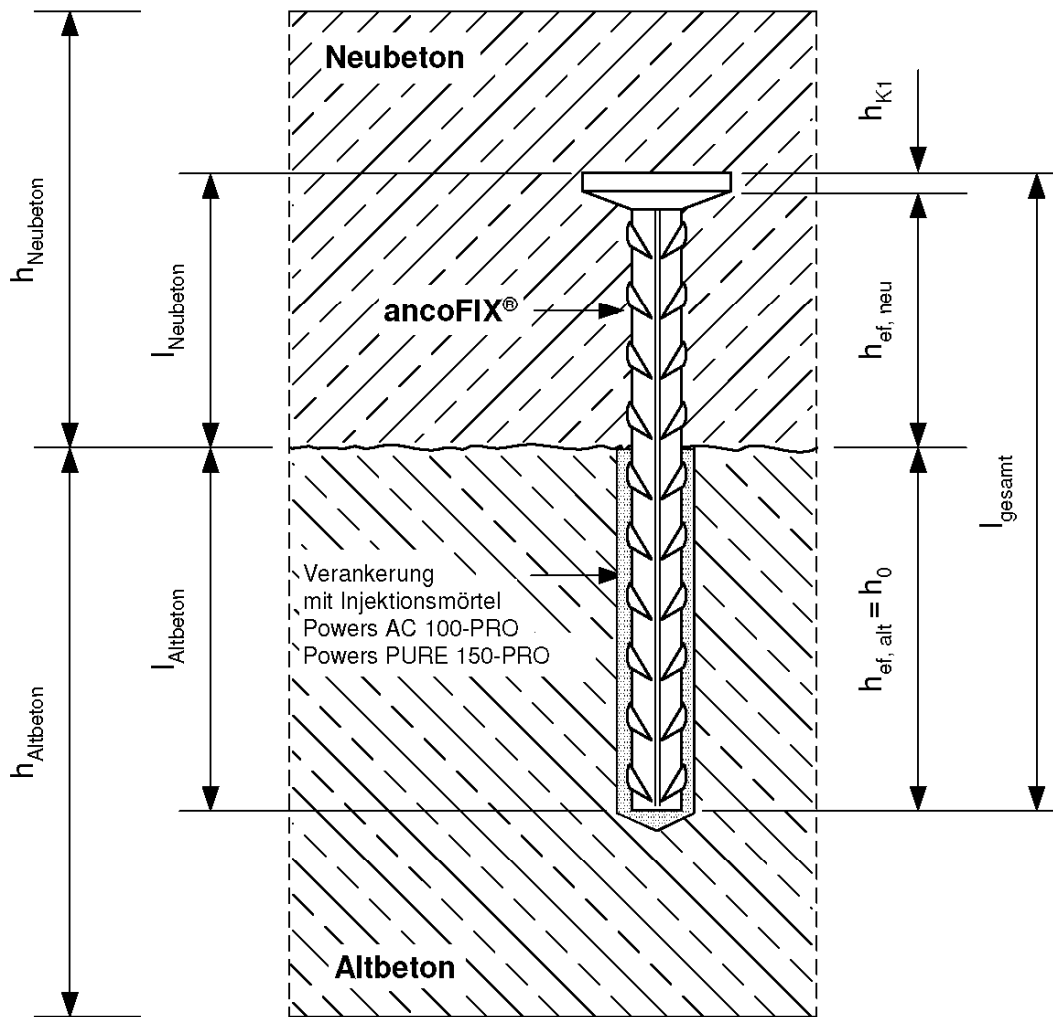 Neubeton
h_K1
h_Neubeton
l_Neubeton
ancoFIX®
h_ef, neu
l_gesamt
Verankerung
mit Injektionsmörtel
Powers AC 100-PRO
Powers PURE 150-PRO
l_Altbeton
h_ef, alt = h_0
h_Altbeton
Altbeton